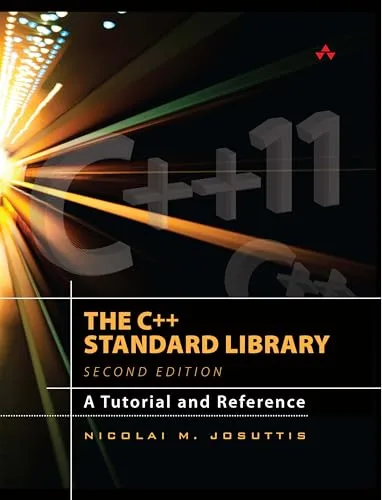 C++11
C++
THE C++
STANDARD LIBRARY
SECOND EDITION
A Tutorial and Reference
NICOLAI M. JOSUTTIS